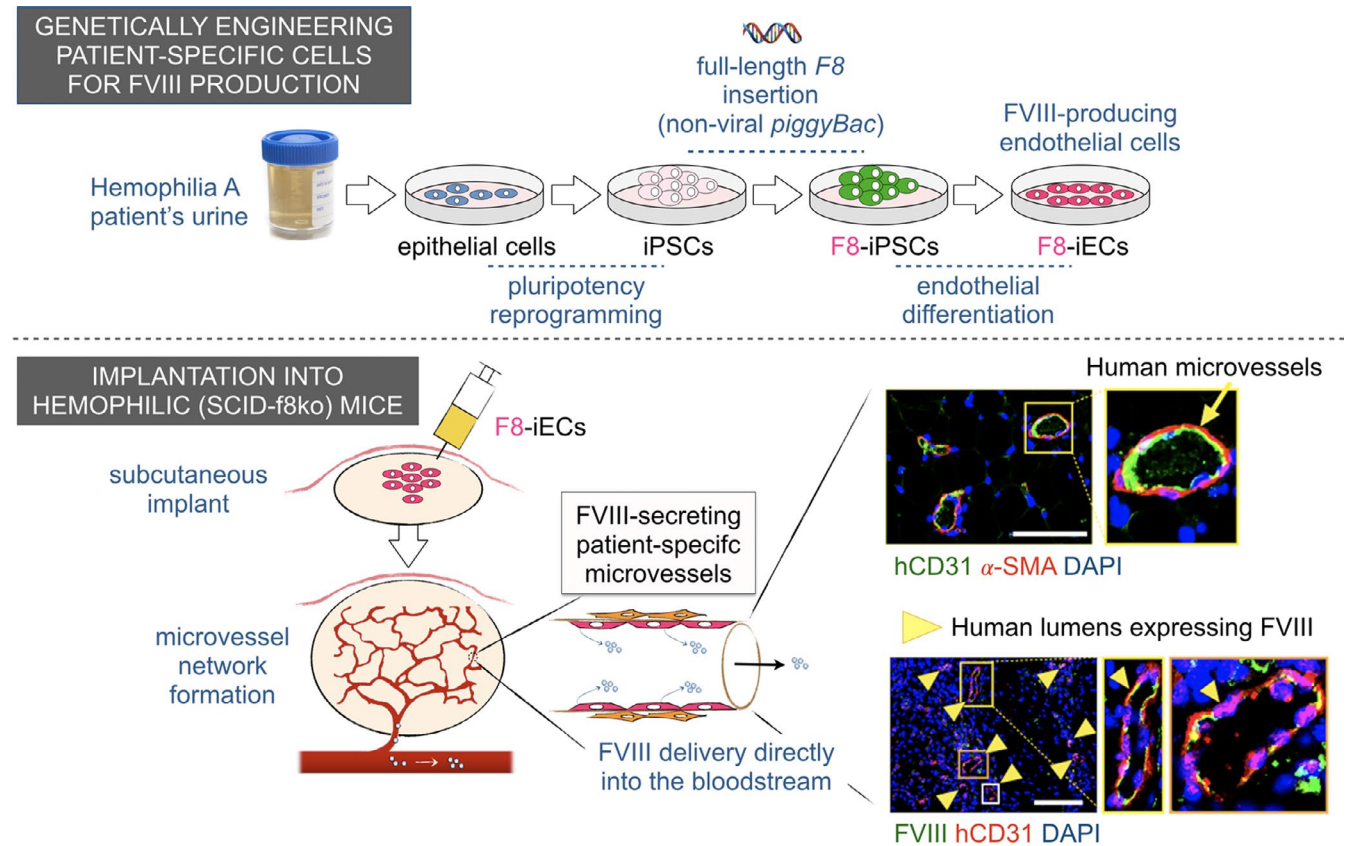 GENETICALLY ENGINEERING
PATIENT-SPECIFIC CELLS
FOR FVIII PRODUCTION
Hemophilia A
patient's urine
full-length F8
insertion
(non-viral piggyBac)
FVIII-producing
endothelial cells
epithelial cells
iPSCs
F8-iPSCs
F8-iECs
pluripotency
reprogramming
endothelial
differentiation
IMPLANTATION INTO
HEMOPHILIC (SCID-f8ko) MICE
F8-iECs
subcutaneous
implant
microvessel
network
formation
FVIII-secreting
patient-specifc
microvessels
FVIII delivery directly
into the bloodstream
Human microvessels
hCD31 α-SMA DAPI
Human lumens expressing FVIII
FVIII hCD31 DAPI